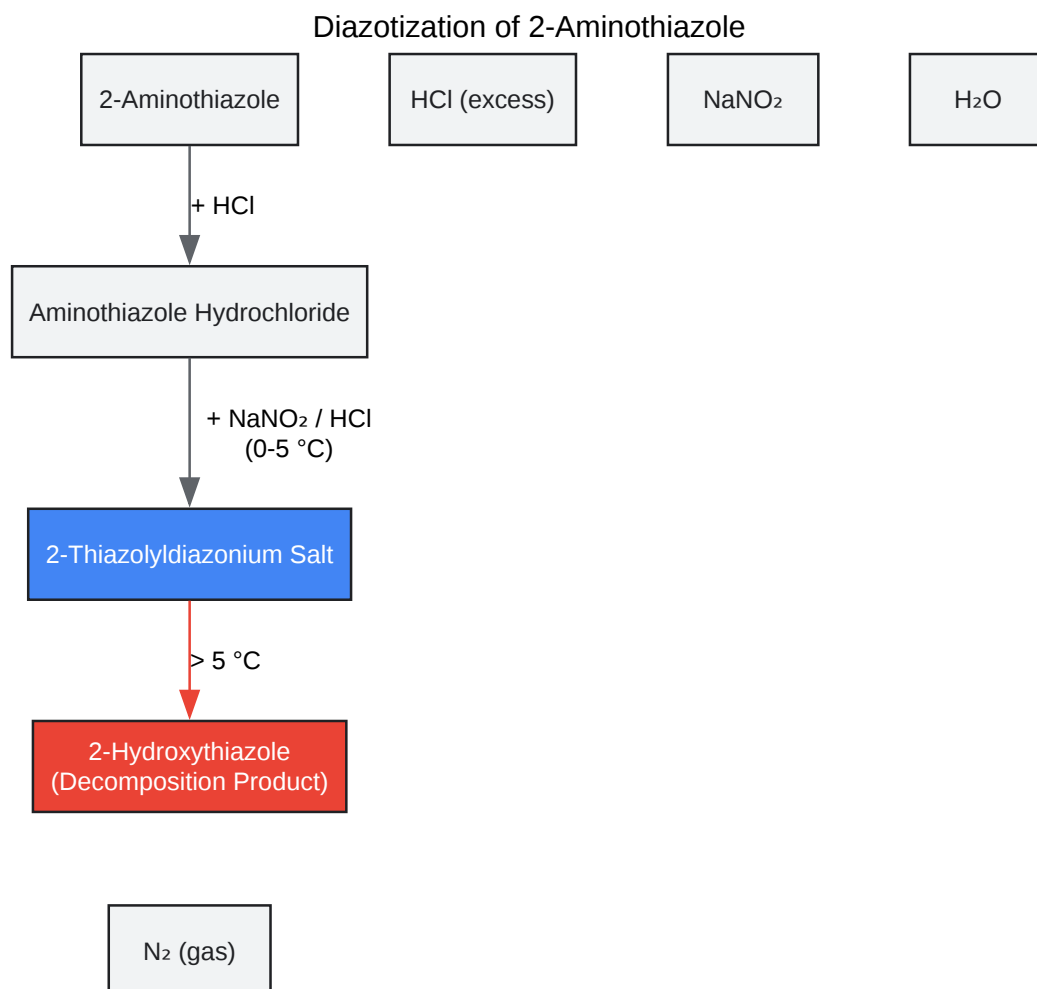 Diazotization of 2-Aminothiazole
2-Aminothiazole
HCl (excess)
NaNO₂
H₂O
+ HCl
Aminothiazole Hydrochloride
+ NaNO₂ / HCl
(0-5 °C)
2-Thiazolyldiazonium Salt
> 5 °C
2-Hydroxythiazole
(Decomposition Product)
N₂ (gas)